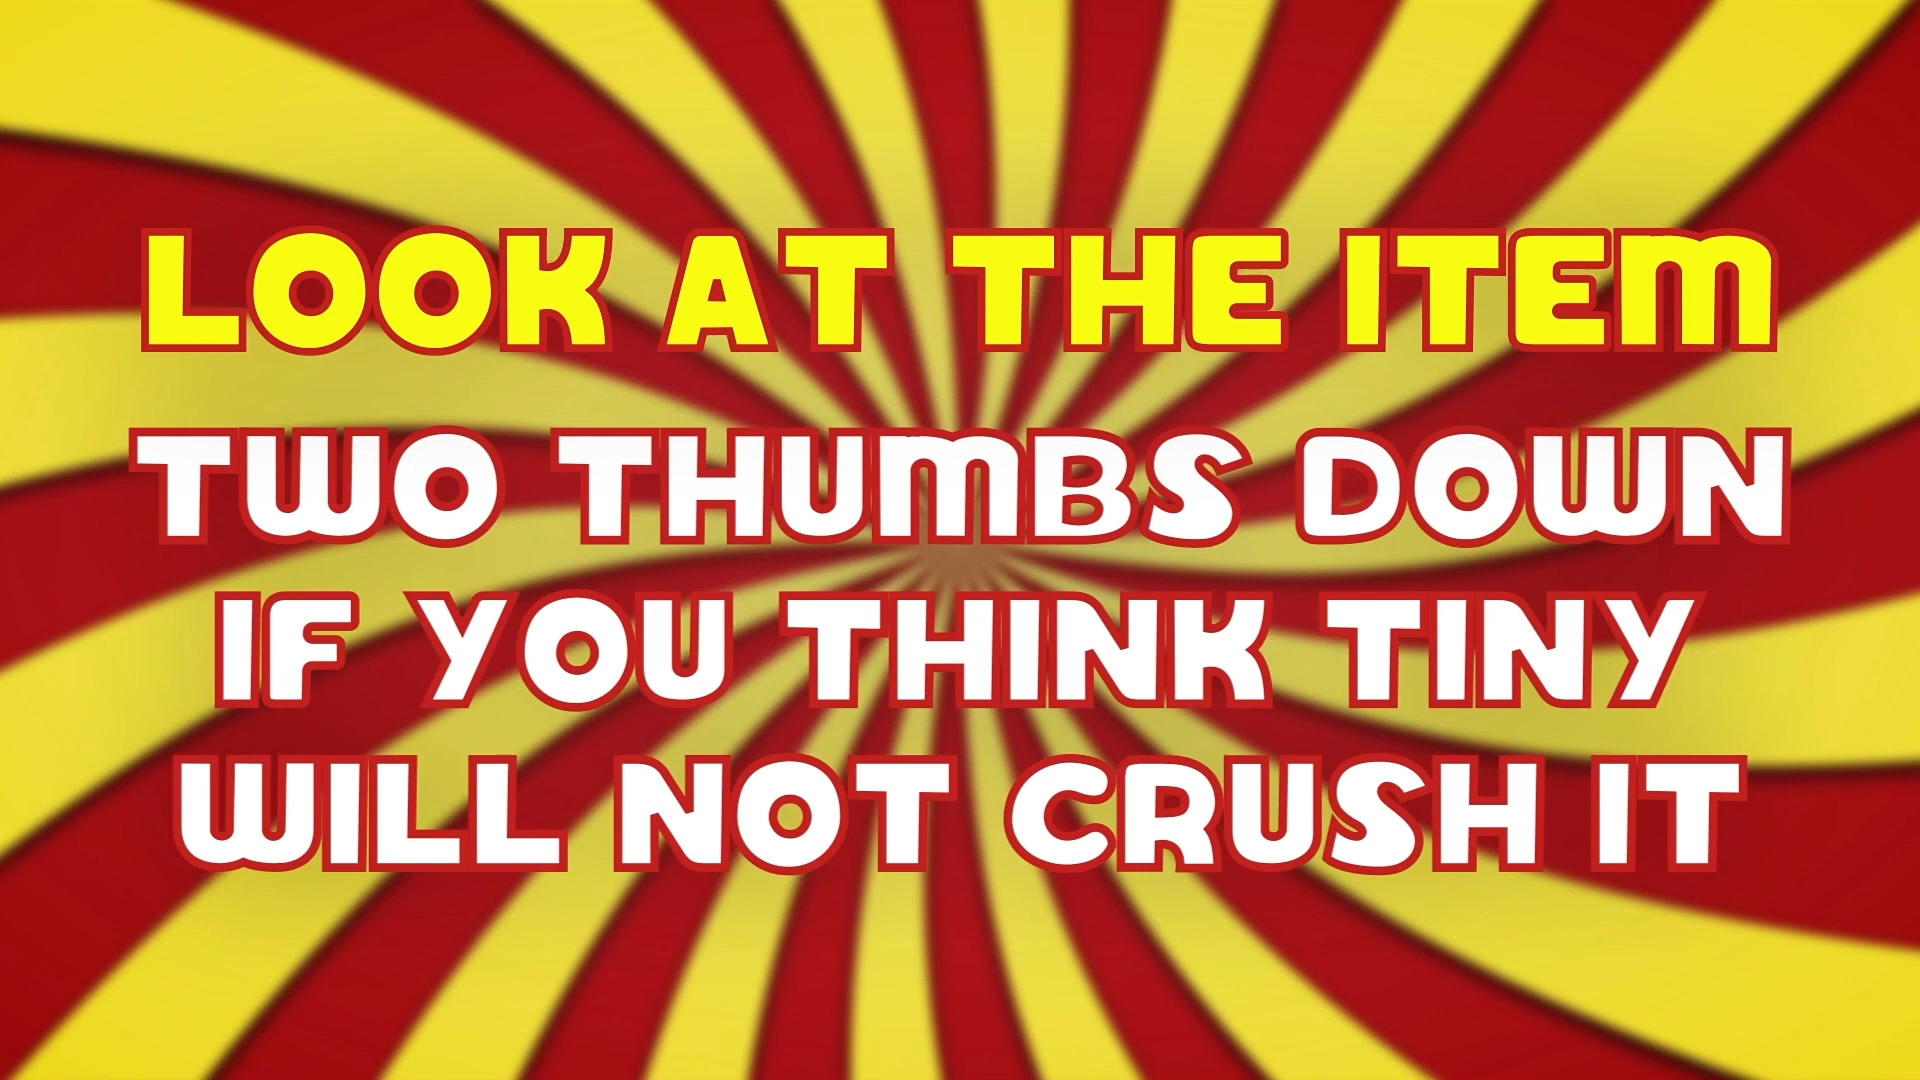 LOOK AT THE ITEM
TWO THUMBS DOWN
IF YOU THINK TINY
WILL NOT CRUSH IT